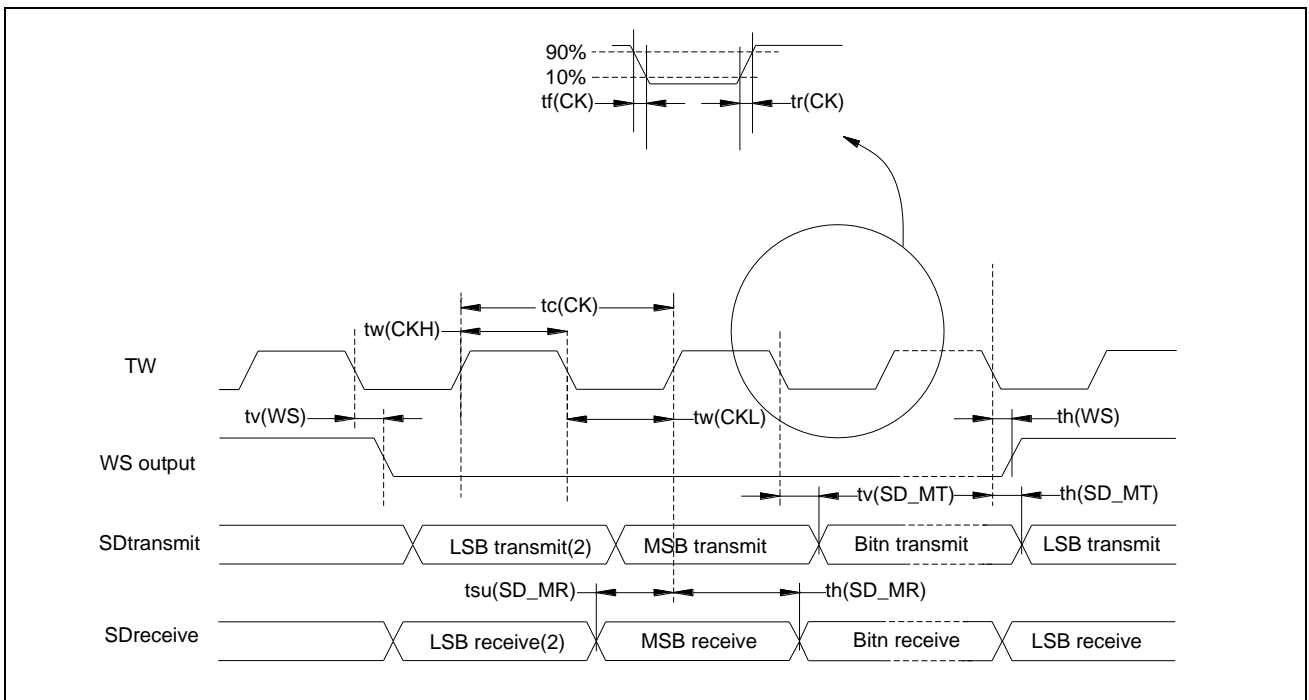 90%
10%
tf(CK)
tr(CK)
tc(CK)
tw(CKH)
TW
tv(WS)
tw(CKL)
th(WS)
WS output
tv(SD_MT)
th(SD_MT)
SDtransmit
LSB transmit(2)
MSB transmit
Bitn transmit
LSB transmit
tsu(SD_MR)
th(SD_MR)
SDreceive
LSB receive(2)
MSB receive
Bitn receive
LSB receive